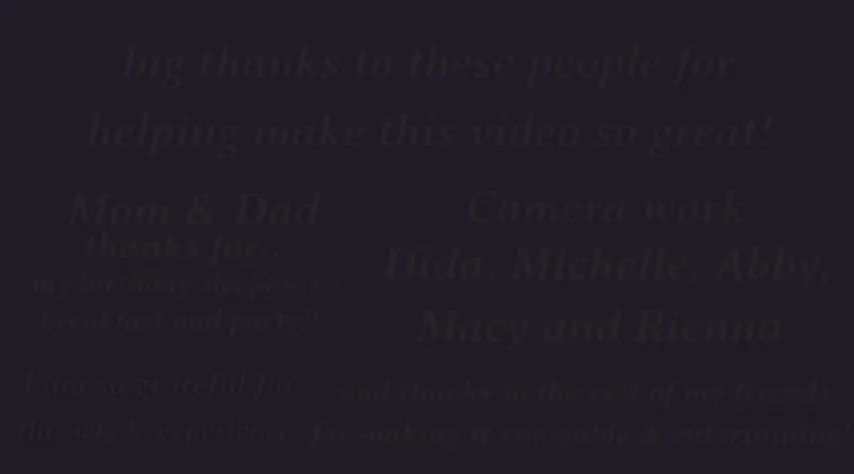 big thanks to these people for
helping make this video so great!
Mom & Dad
thanks for..
my birthday sleepover,
breakfast and party!!
I am so grateful for
this whole experience
Camera work
Dida, Michelle, Abby,
Macy and Rienna
and thanks to the rest of my friends
for making it enjoyable & entertaining!